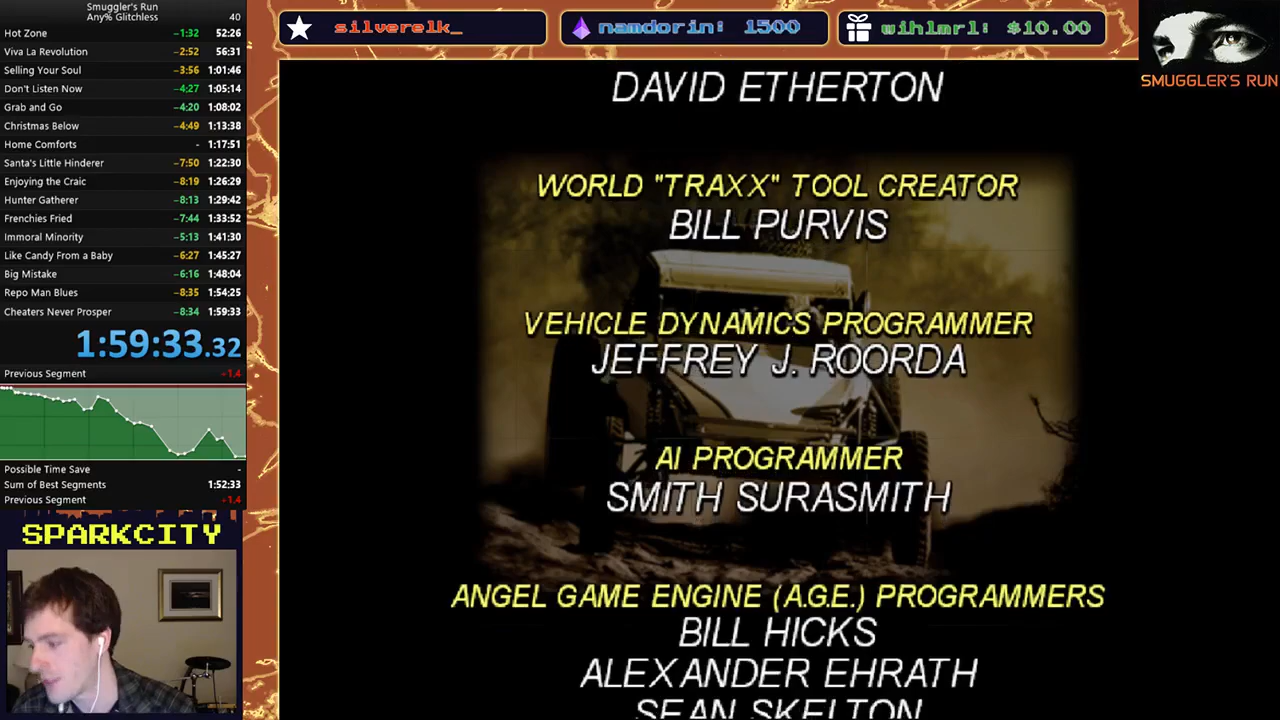 Smuggler's Run
Any% Glitchless 40
Hot Zone -1:32 52:26
Viva La Revolution -2:52 56:31
Selling Your Soul -3:56 1:01:46
Don't Listen Now -4:27 1:05:14
Grab and Go -4:20 1:08:02
Christmas Below -4:49 1:13:38
Home Comforts - 1:17:51
Santa's Little Hinderer -7:50 1:22:30
Enjoying the Craic -8:19 1:26:29
Hunter Gatherer -8:13 1:29:42
Frenchies Fried -7:44 1:33:52
Immoral Minority -5:13 1:41:30
Like Candy From a Baby -6:27 1:45:27
Big Mistake -6:16 1:48:04
Repo Man Blues -8:35 1:54:25
Cheaters Never Prosper -8:34 1:59:33
1:59:33.32
Previous Segment +1.4
Possible Time Save -
Sum of Best Segments 1:52:33
Previous Segment +1.4
SPARKCITY
silverelk_
namdorin: 1500
wihlmrl: $10.00
SMUGGLER'S RUN
DAVID ETHERTON
WORLD "TRAXX" TOOL CREATOR
BILL PURVIS
VEHICLE DYNAMICS PROGRAMMER
JEFFREY J. ROORDA
AI PROGRAMMER
SMITH SURASMITH
ANGEL GAME ENGINE (A.G.E.) PROGRAMMERS
BILL HICKS
ALEXANDER EHRATH
SEAN SKELTON